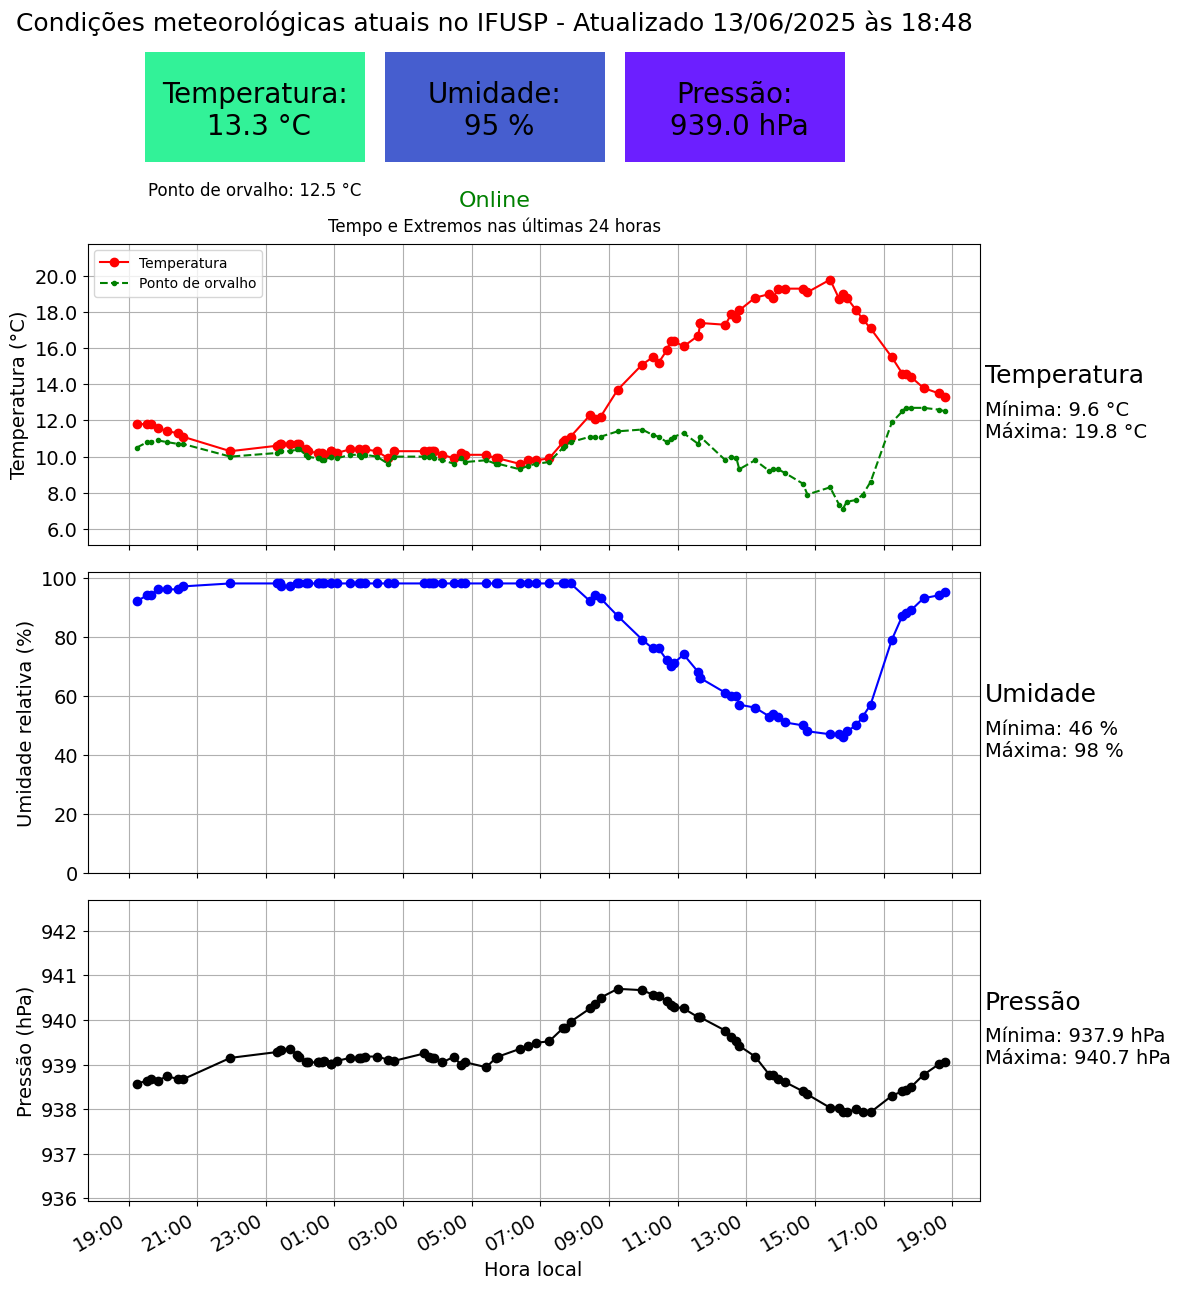 Condições meteorológicas atuais no IFUSP - Atualizado 13/06/2025 às 18:48
Temperatura:
13.3 °C
Umidade:
95 %
Pressão:
939.0 hPa
Ponto de orvalho: 12.5 °C
Online
Tempo e Extremos nas últimas 24 horas
Temperatura
Ponto de orvalho
Temperatura (°C)
20.0
18.0
16.0
14.0
12.0
10.0
8.0
6.0
Temperatura
Mínima: 9.6 °C
Máxima: 19.8 °C
Umidade relativa (%)
100
80
60
40
20
0
Umidade
Mínima: 46 %
Máxima: 98 %
Pressão (hPa)
942
941
940
939
938
937
936
Pressão
Mínima: 937.9 hPa
Máxima: 940.7 hPa
19:00 21:00 23:00 01:00 03:00 05:00 07:00 09:00 11:00 13:00 15:00 17:00 19:00
Hora local